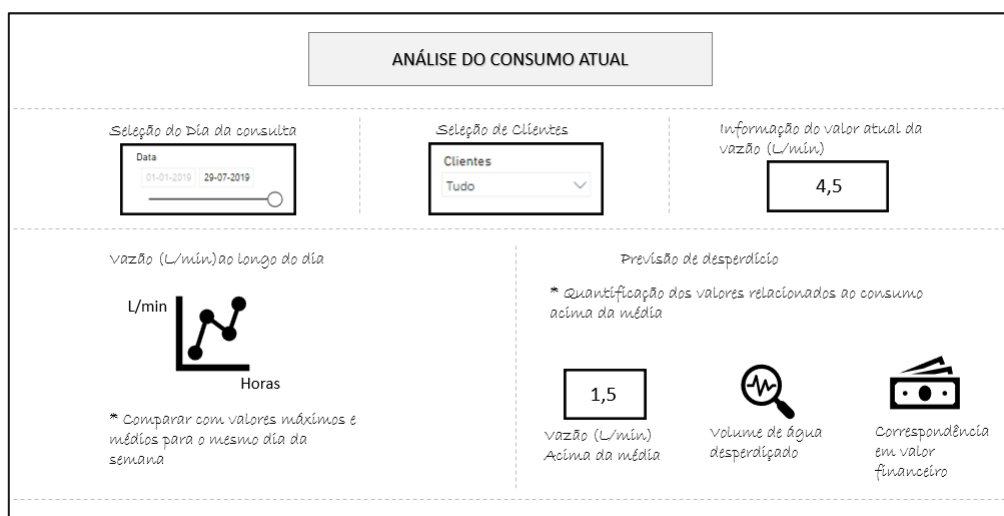 ANÁLISE DO CONSUMO ATUAL
Seleção do Dia da consulta
Data
01-01-2019 29-07-2019
Seleção de Clientes
Clientes
Tudo
Informação do valor atual da
vazão (L/min)
4,5
Vazão (L/min)ao longo do dia
L/min
Horas
* Comparar com valores máximos e
médios para o mesmo dia da
semana
Previsão de desperdício
* Quantificação dos valores relacionados ao consumo
acima da média
1,5
Vazão (L/min)
Acima da média
Volume de água
desperdiçado
Correspondência
em valor
financeiro